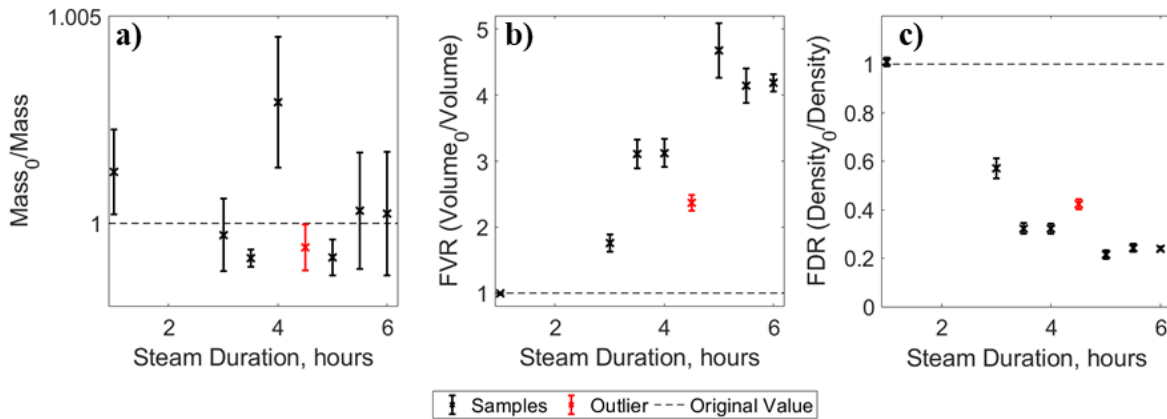 a)
1.005
1
Mass0/Mass
2 4 6
Steam Duration, hours
b)
5
4
3
2
1
FVR (Volume0/Volume)
2 4 6
Steam Duration, hours
c)
1
0.8
0.6
0.4
0.2
0
FDR (Density0/Density)
2 4 6
Steam Duration, hours
Samples Outlier Original Value